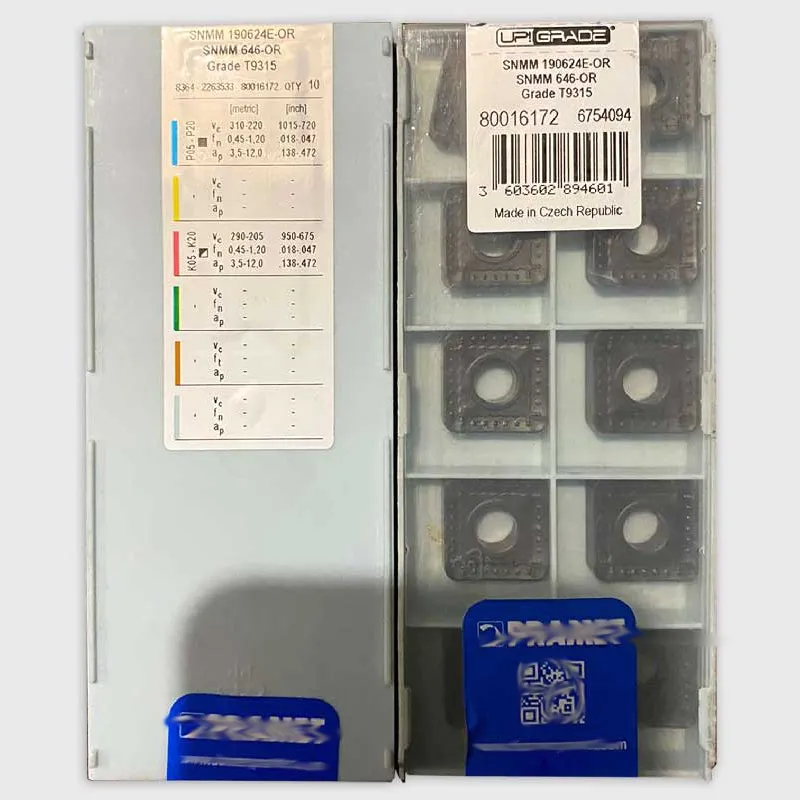 SNMM 190624E-OR
SNMM 646-OR
Grade T9315
8364 - 2263533 80016172 QTY 10
[metric] [inch]
P05 - P20
vc 310-220 1015-720
fn 0,45-1,20 .018-.047
ap 3,5-12,0 .138-.472
vc - -
fn - -
ap - -
K05 - K20
vc 290-205 950-675
fn 0,45-1,20 .018-.047
ap 3,5-12,0 .138-.472
vc - -
fn - -
ap - -
vc - -
ft - -
ap - -
vc - -
fn - -
ap - -
PRAMET
UP!GRADE
SNMM 190624E-OR
SNMM 646-OR
Grade T9315
80016172 6754094
3 603602 894601
Made in Czech Republic
PRAMET